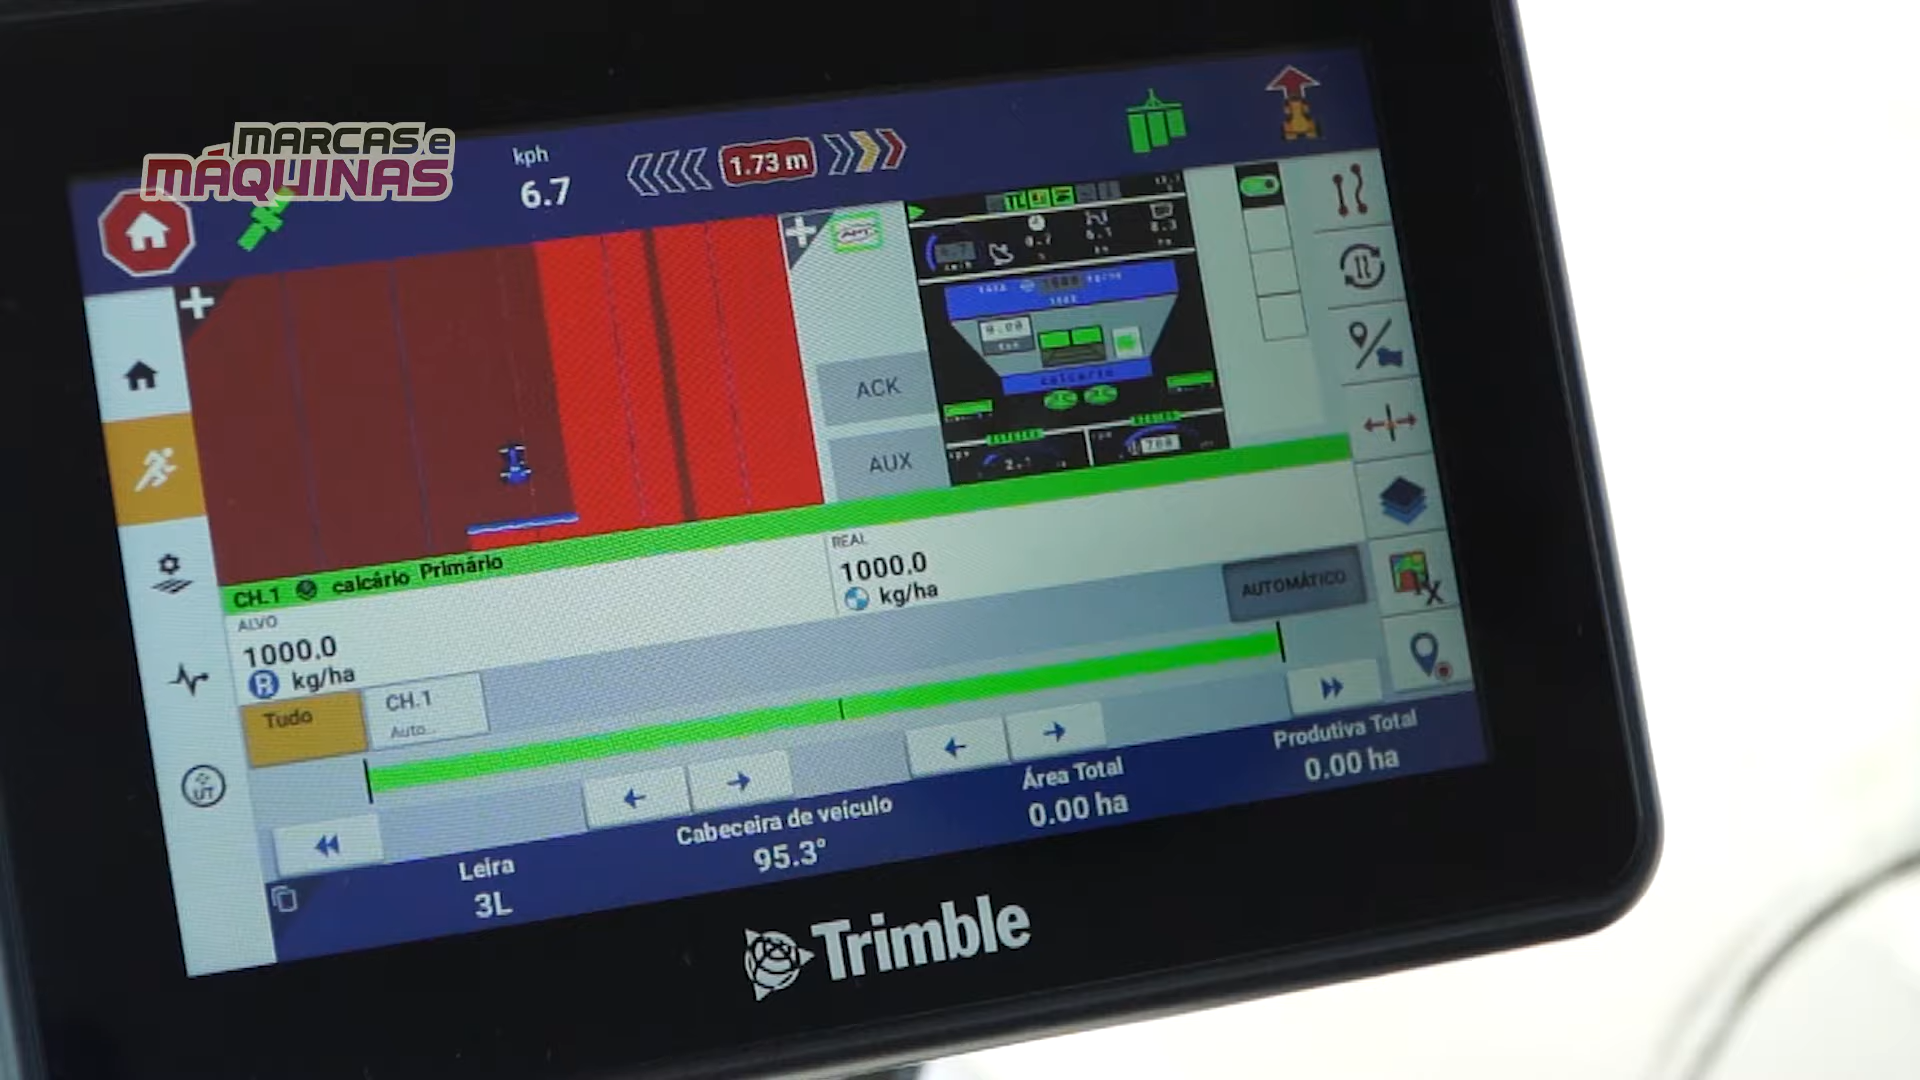 MARCAS e
MÁQUINAS
kph
6.7
1.73 m
ACK
AUX
calcário
CH.1 calcário Primário
ALVO
1000.0
R kg/ha
REAL
1000.0
kg/ha
AUTOMÁTICO
Tudo
CH.1
Auto...
UT
Leira
3L
Cabeceira de veículo
95.3°
Área Total
0.00 ha
Produtiva Total
0.00 ha
Trimble